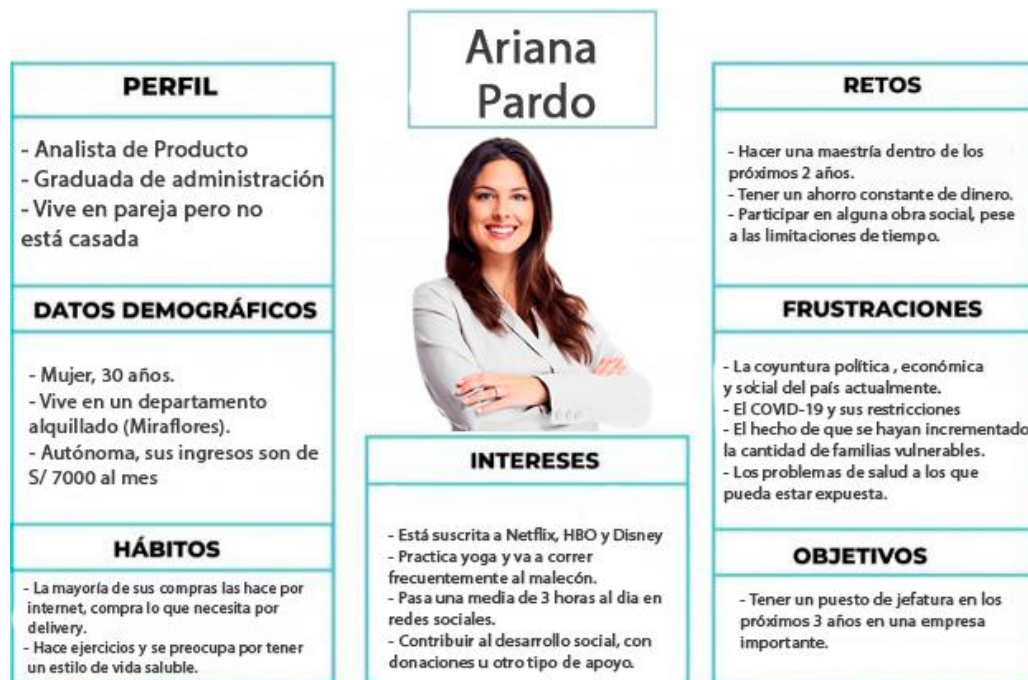 Ariana
Pardo
PERFIL
- Analista de Producto
- Graduada de administración
- Vive en pareja pero no
está casada
DATOS DEMOGRÁFICOS
- Mujer, 30 años.
- Vive en un departamento
alquillado (Miraflores).
- Autónoma, sus ingresos son de
S/ 7000 al mes
HÁBITOS
- La mayoría de sus compras las hace por
internet, compra lo que necesita por
delivery.
- Hace ejercicios y se preocupa por tener
un estilo de vida saluble.
INTERESES
- Está suscrita a Netflix, HBO y Disney
- Practica yoga y va a correr
frecuentemente al malecón.
- Pasa una media de 3 horas al dia en
redes sociales.
- Contribuir al desarrollo social, con
donaciones u otro tipo de apoyo.
RETOS
- Hacer una maestría dentro de los
próximos 2 años.
- Tener un ahorro constante de dinero.
- Participar en alguna obra social, pese
a las limitaciones de tiempo.
FRUSTRACIONES
- La coyuntura política , económica
y social del país actualmente.
- El COVID-19 y sus restricciones
- El hecho de que se hayan incrementado
la cantidad de familias vulnerables.
- Los problemas de salud a los que
pueda estar expuesta.
OBJETIVOS
- Tener un puesto de jefatura en los
próximos 3 años en una empresa
importante.